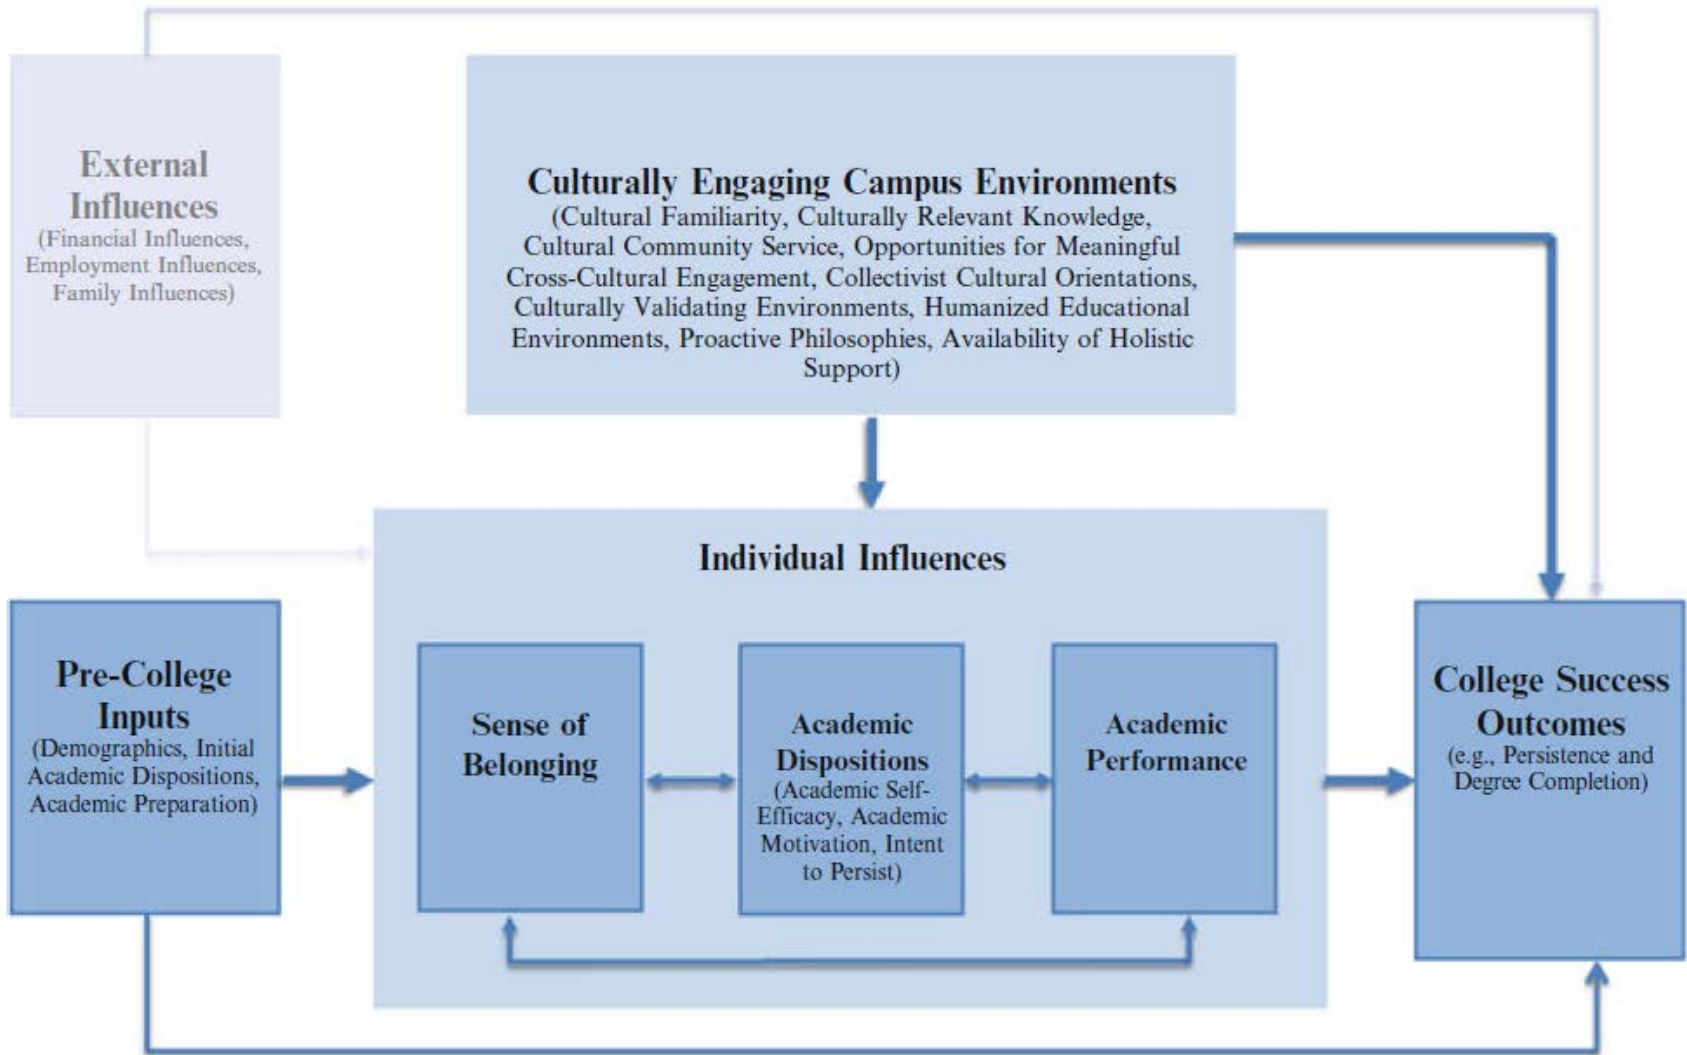 External
Influences
(Financial Influences,
Employment Influences,
Family Influences)
Culturally Engaging Campus Environments
(Cultural Familiarity, Culturally Relevant Knowledge,
Cultural Community Service, Opportunities for Meaningful
Cross-Cultural Engagement, Collectivist Cultural Orientations,
Culturally Validating Environments, Humanized Educational
Environments, Proactive Philosophies, Availability of Holistic
Support)
Individual Influences
Pre-College
Inputs
(Demographics, Initial
Academic Dispositions,
Academic Preparation)
Sense of
Belonging
Academic
Dispositions
(Academic Self-
Efficacy, Academic
Motivation, Intent
to Persist)
Academic
Performance
College Success
Outcomes
(e.g., Persistence and
Degree Completion)